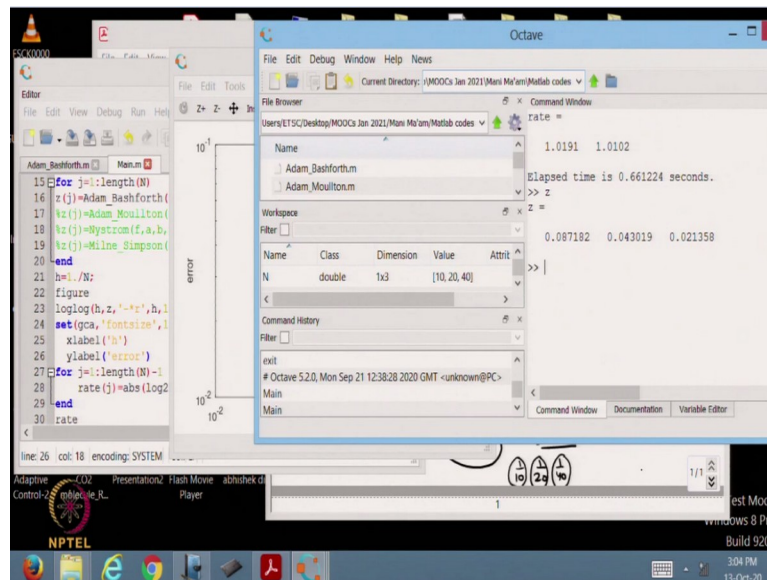 ESCK0000
Octave
File Edit Debug Window Help News
Current Directory: \MOOCs Jan 2021\Mani Ma'am\Matlab codes
File Browser
Users/ETSC/Desktop/MOOCs Jan 2021/Mani Ma'am/Matlab codes
Name
Adam_Bashforth.m
Adam_Moullton.m
Workspace
Filter
Name Class Dimension Value Attrib
N double 1x3 [10, 20, 40]
Command History
Filter
exit
# Octave 5.2.0, Mon Sep 21 12:38:28 2020 GMT <unknown@PC>
Main
Main
Command Window
rate =
1.0191 1.0102
Elapsed time is 0.661224 seconds.
>> z
z =
0.087182 0.043019 0.021358
>>
Command Window Documentation Variable Editor
File Edit Tools
Z+ Z- Ins
10^-1
error
10^-2
10^-2
Editor
File Edit View Debug Run Help
Adam_Bashforth.m Main.m
15 for j=1:length(N)
16 z(j)=Adam_Bashforth(
17 %z(j)=Adam_Moullton(
18 %z(j)=Nystrom(f,a,b,
19 %z(j)=Milne_Simpson(
20 end
21 h=1./N;
22 figure
23 loglog(h,z,'-*r',h,1
24 set(gca,'fontsize',1
25 xlabel('h')
26 ylabel('error')
27 for j=1:length(N)-1
28 rate(j)=abs(log2
29 end
30 rate
line: 26 col: 18 encoding: SYSTEM
1/10 1/20 1/40
1/1
1
Adaptive CO2 Presentation2 Flash Movie abhishek
Control-2 molecule_R... Player
NPTEL
Test Mod
Windows 8 P
Build 920
3:04 PM
13-Oct-20